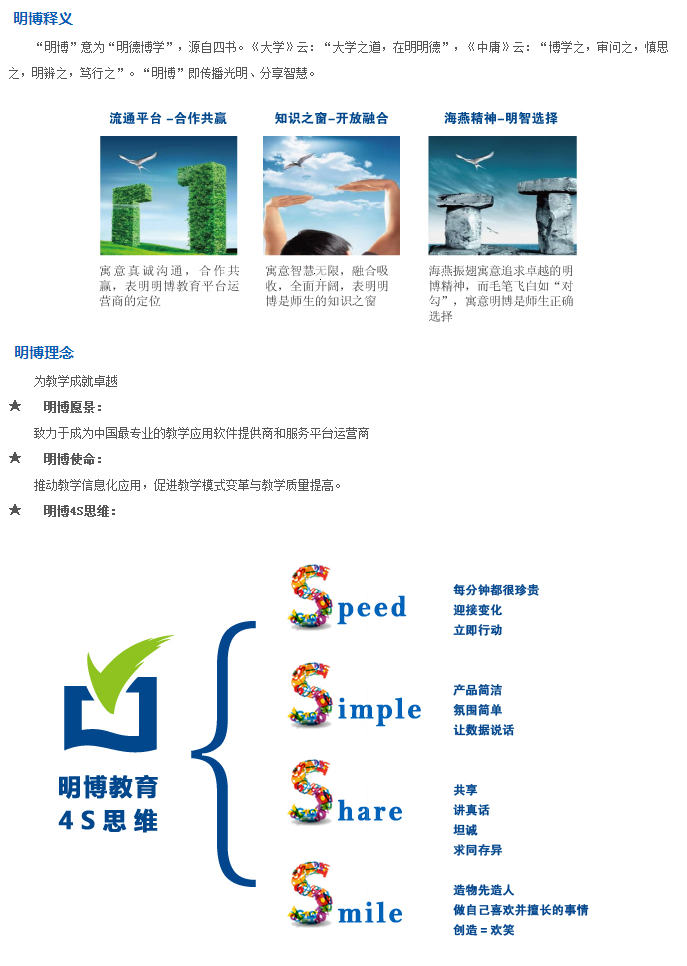 明博释义
“明博”意为“明德博学”，源自四书。《大学》云：“大学之道，在明明德”，《中庸》云：“博学之，审问之，慎思
之，明辨之，笃行之”。“明博”即传播光明、分享智慧。
流通平台-合作共赢
知识之窗-开放融合
海燕精神-明智选择
寓意真诚沟通，合作共
赢，表明明博教育平台运
营商的定位
寓意智慧无限，融合吸
收，全面开阔，表明明
博是师生的知识之窗
海燕振翅寓意追求卓越的明
博精神，而毛笔飞白如“对
勾”，寓意明博是师生正确
选择
明博理念
为教学成就卓越
★ 明博愿景：
致力于成为中国最专业的教学应用软件提供商和服务平台运营商
★ 明博使命：
推动教学信息化应用，促进教学模式变革与教学质量提高。
★ 明博4S思维：
明博教育
4S思维
Speed
每分钟都很珍贵
迎接变化
立即行动
Simple
产品简洁
氛围简单
让数据说话
Share
共享
讲真话
坦诚
求同存异
Smile
造物先造人
做自己喜欢并擅长的事情
创造=欢笑